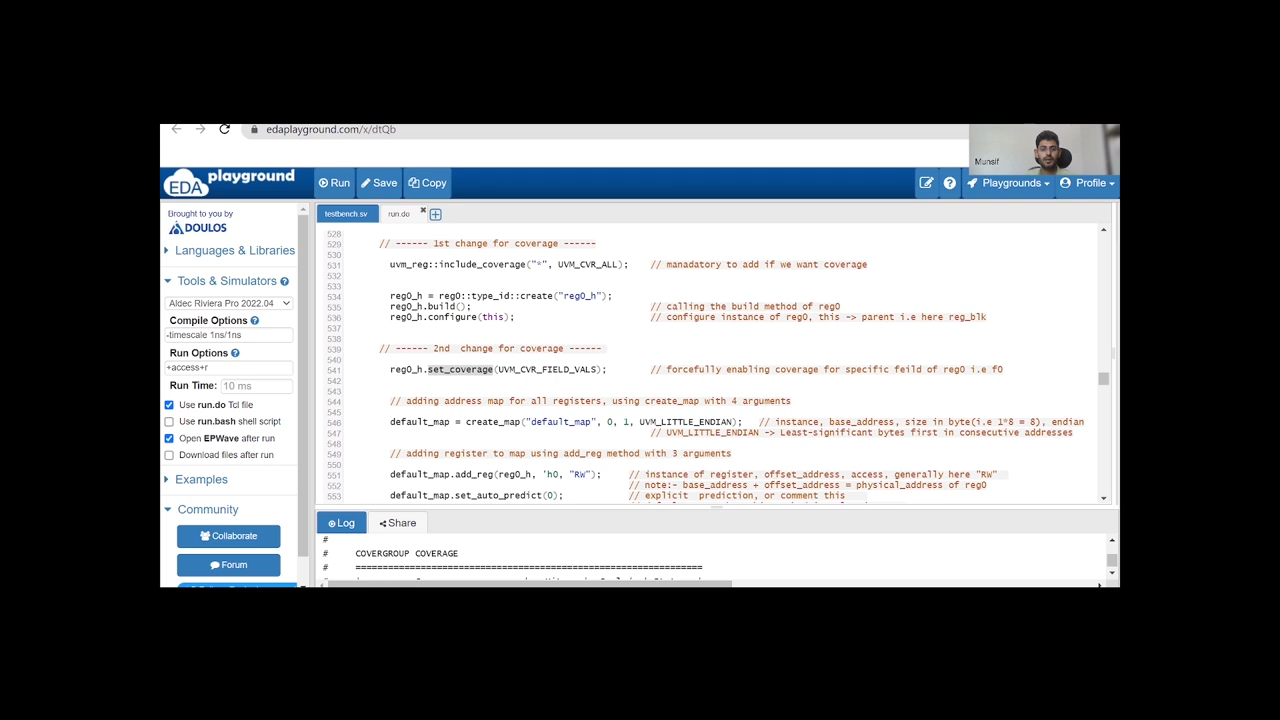 edaplayground.com/x/dtQb
Munsif
EDA playground
Run Save Copy
Playgrounds Profile
Brought to you by
DOULOS
Languages & Libraries
Tools & Simulators
Aldec Riviera Pro 2022.04
Compile Options
-timescale 1ns/1ns
Run Options
+access+r
Run Time: 10 ms
Use run.do Tcl file
Use run.bash shell script
Open EPWave after run
Download files after run
Examples
Community
Collaborate
Forum
testbench.sv run.do
528
529 // ------ 1st change for coverage ------
530
531 uvm_reg::include_coverage("*", UVM_CVR_ALL); // manadatory to add if we want coverage
532
533
534 reg0_h = reg0::type_id::create("reg0_h");
535 reg0_h.build(); // calling the build method of reg0
536 reg0_h.configure(this); // configure instance of reg0, this -> parent i.e here reg_blk
537
538
539 // ------ 2nd change for coverage ------
540
541 reg0_h.set_coverage(UVM_CVR_FIELD_VALS); // forcefully enabling coverage for specific feild of reg0 i.e f0
542
543
544 // adding address map for all registers, using create_map with 4 arguments
545
546 default_map = create_map("default_map", 0, 1, UVM_LITTLE_ENDIAN); // instance, base_address, size in byte(i.e 1*8 = 8), endian
547 // UVM_LITTLE_ENDIAN -> Least-significant bytes first in consecutive addresses
548
549 // adding register to map using add_reg method with 3 arguments
550
551 default_map.add_reg(reg0_h, 'h0, "RW"); // instance of register, offset_address, access, generally here "RW"
552 // note:- base_address + offset_address = physical_address of reg0
553 default_map.set_auto_predict(0); // explicit prediction, or comment this
Log Share
#
# COVERGROUP COVERAGE
# ================================================================